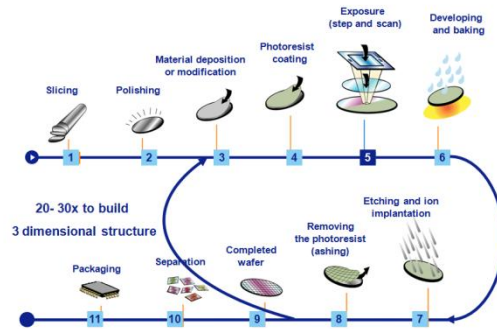 Exposure
(step and scan)
Developing
and baking
Photoresist
coating
Material deposition
or modification
Slicing
Polishing
1
2
3
4
5
6
20- 30x to build
3 dimensional structure
Etching and ion
implantation
Removing
the photoresist
(ashing)
Completed
wafer
Separation
Packaging
11
10
9
8
7